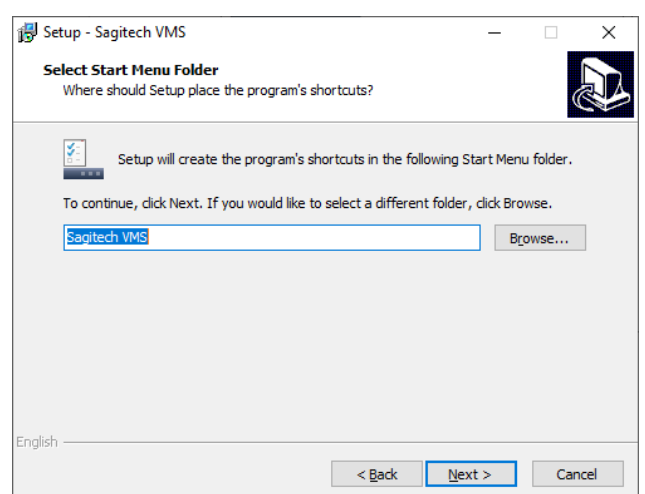 Setup - Sagitech VMS
Select Start Menu Folder
Where should Setup place the program's shortcuts?
Setup will create the program's shortcuts in the following Start Menu folder.
To continue, click Next. If you would like to select a different folder, click Browse.
Sagitech VMS
Browse...
English
< Back
Next >
Cancel